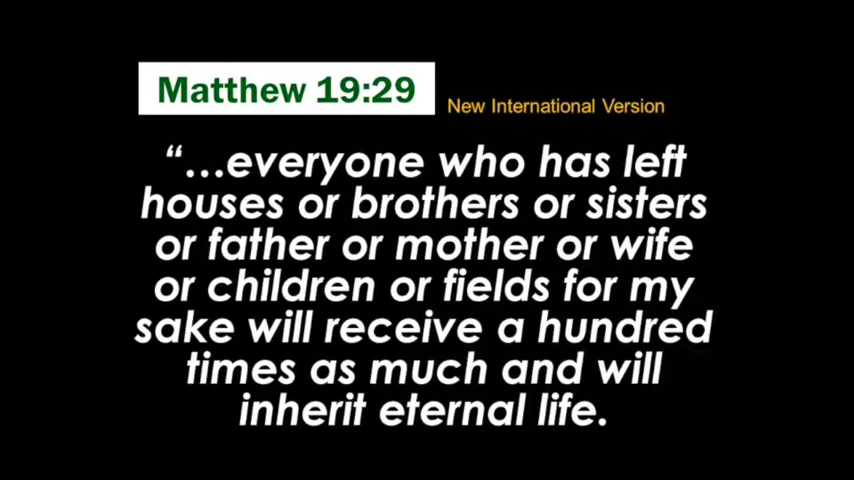 Matthew 19:29
New International Version
“...everyone who has left
houses or brothers or sisters
or father or mother or wife
or children or fields for my
sake will receive a hundred
times as much and will
inherit eternal life.